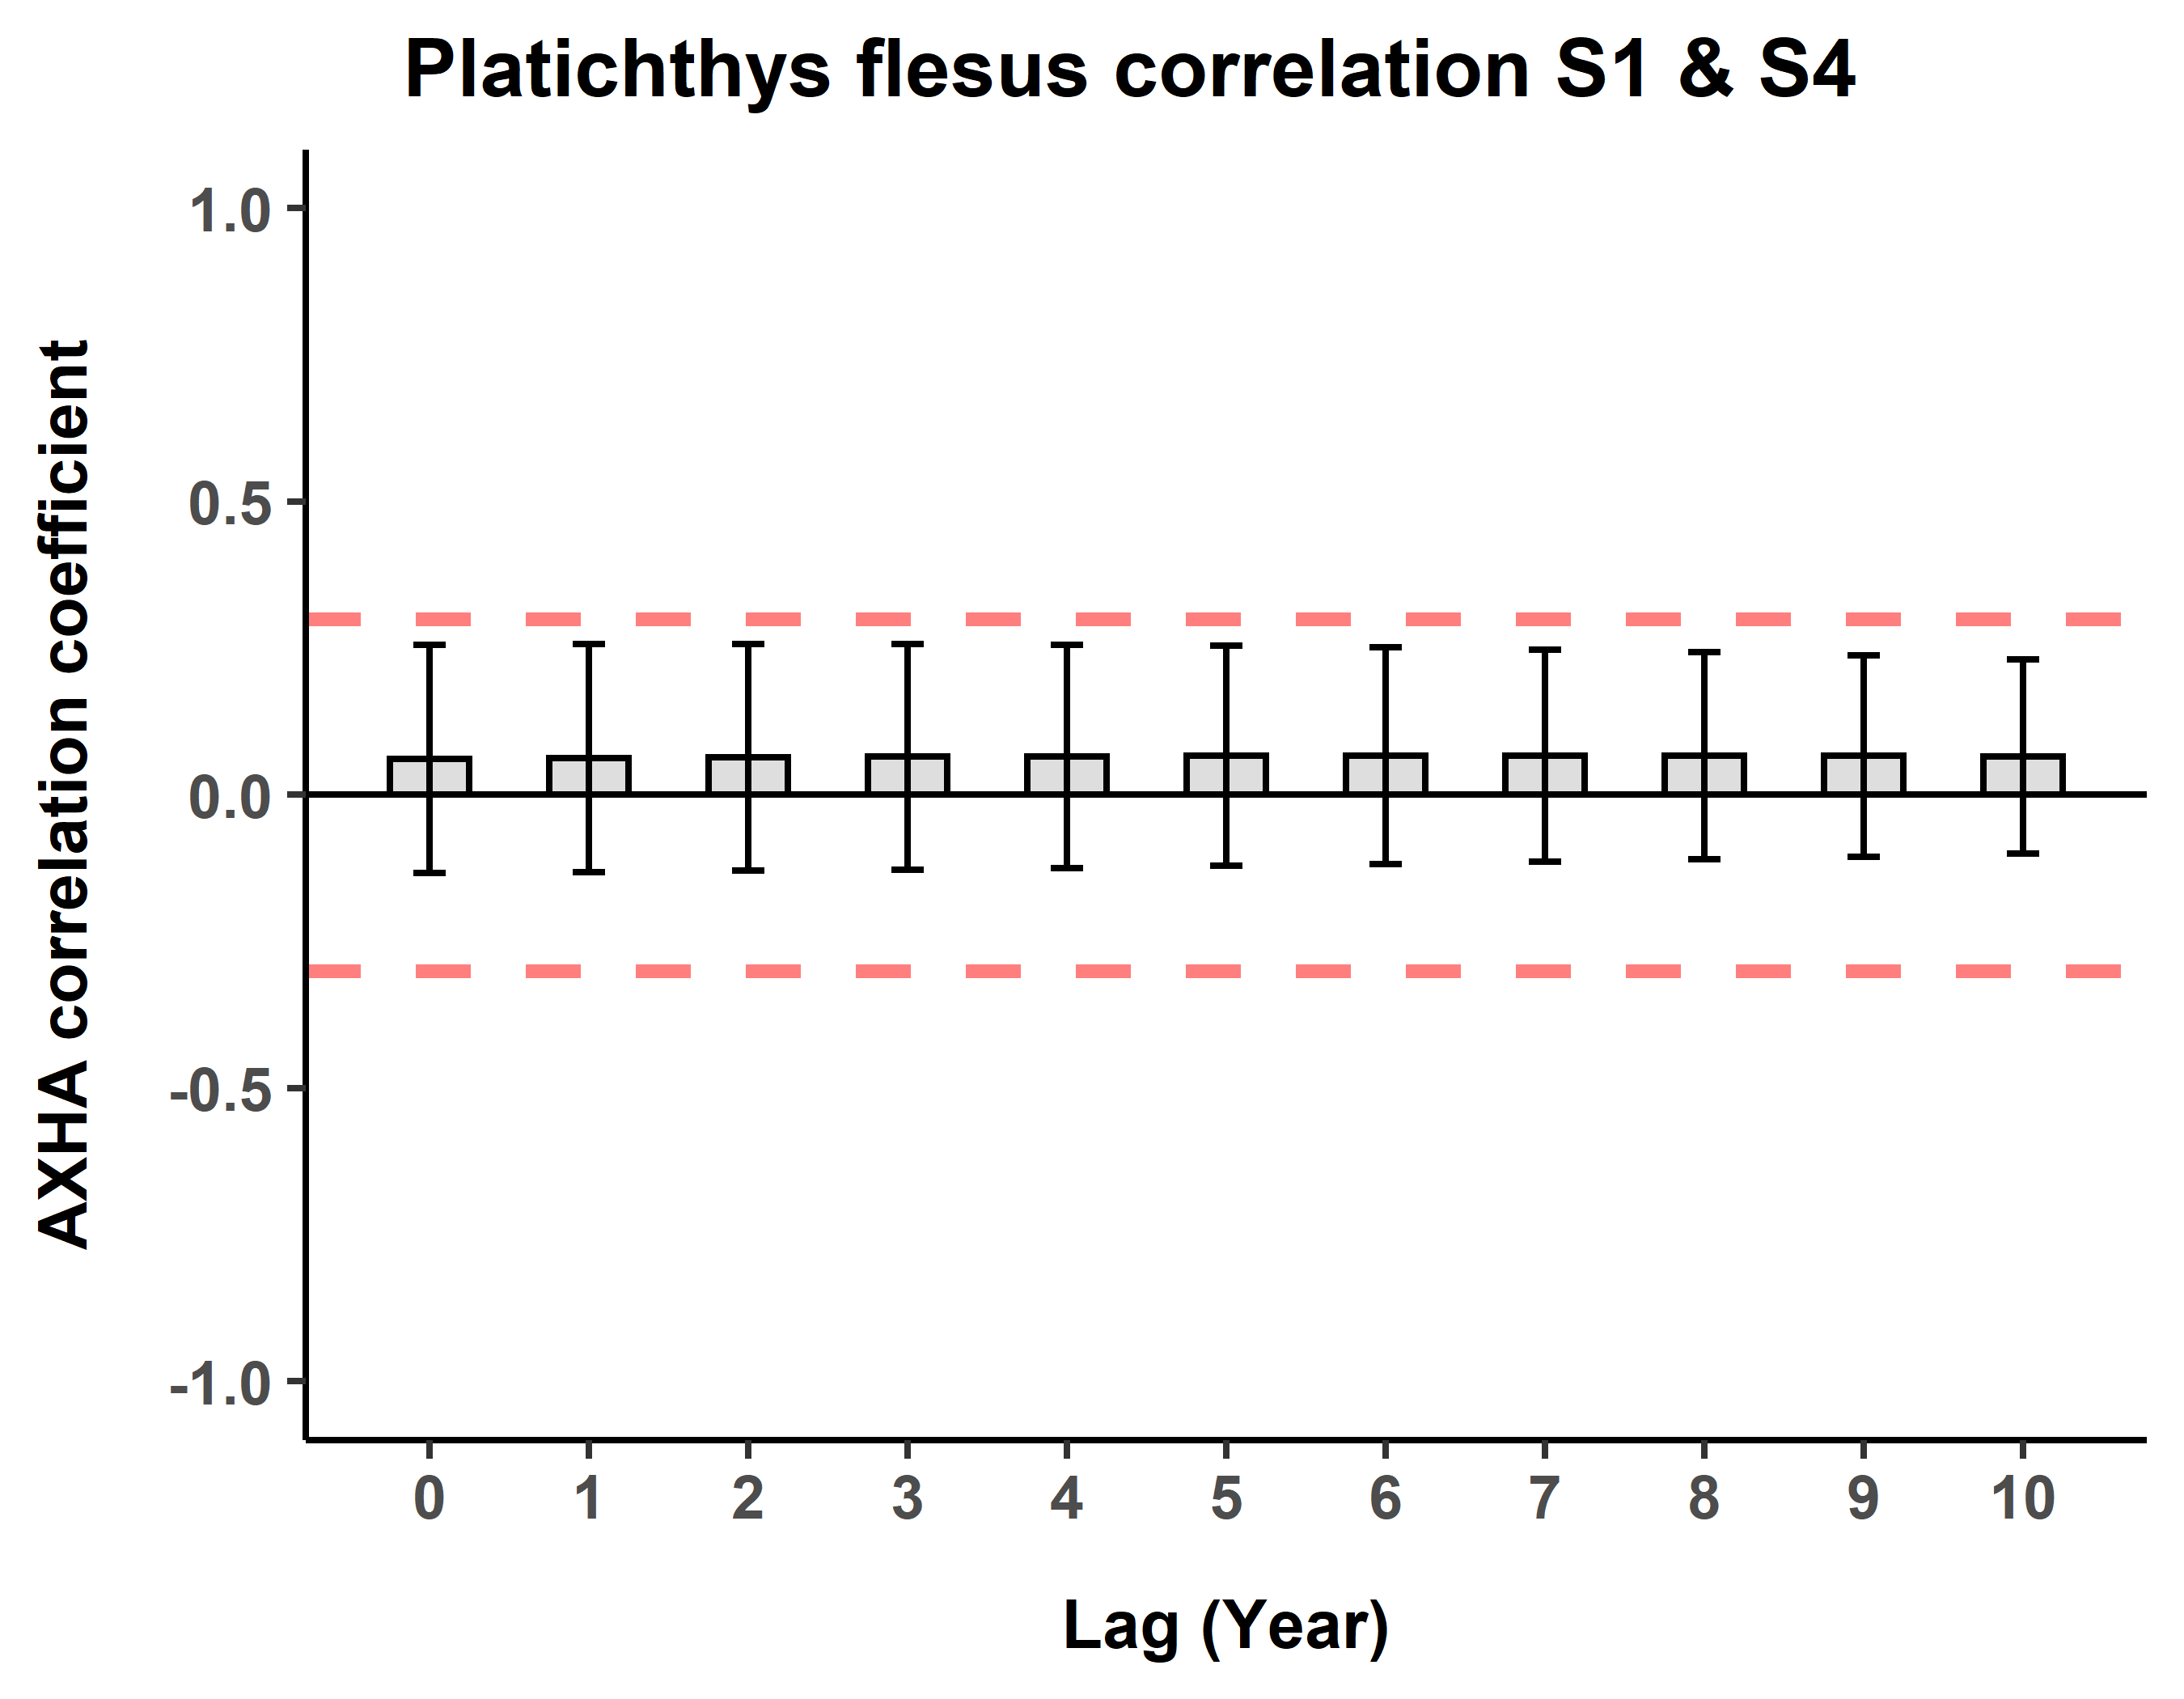 Platichthys flesus correlation S1 & S4
AXHA correlation coefficient
1.0
0.5
0.0
-0.5
-1.0
0 1 2 3 4 5 6 7 8 9 10
Lag (Year)